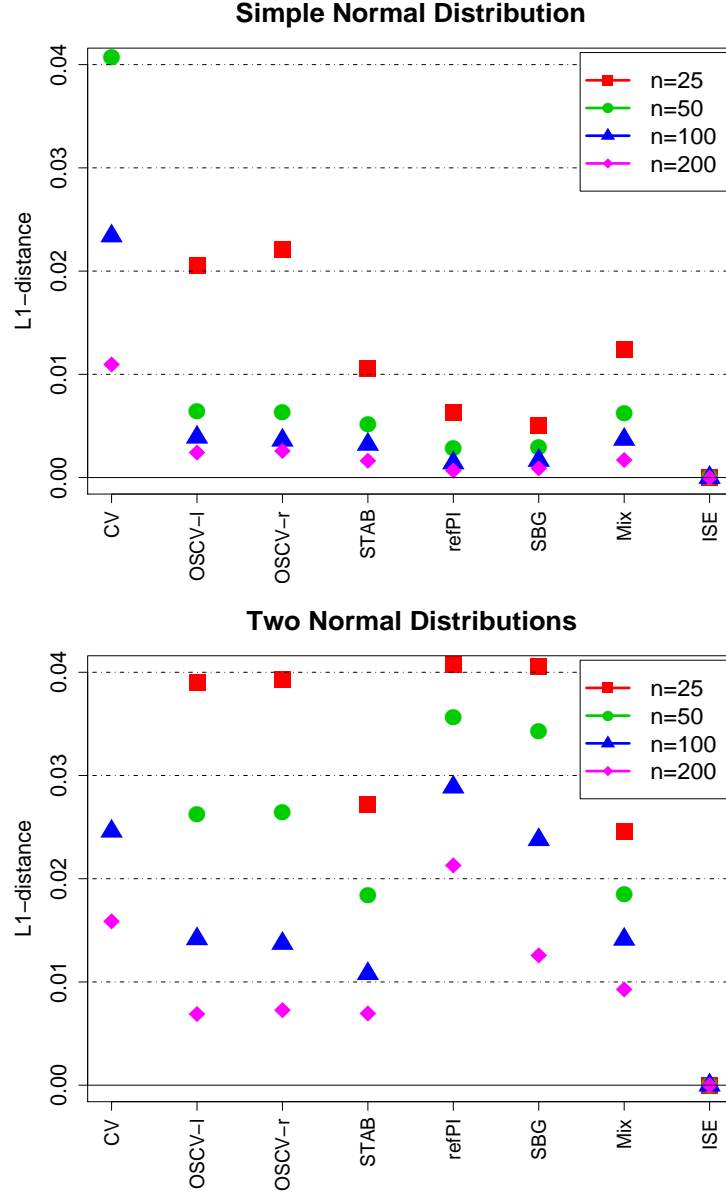 Simple Normal Distribution
L1−distance
0.04
0.03
0.02
0.01
0.00
n=25
n=50
n=100
n=200
CV
OSCV−l
OSCV−r
STAB
refPI
SBG
Mix
ISE
Two Normal Distributions
L1−distance
0.04
0.03
0.02
0.01
0.00
n=25
n=50
n=100
n=200
CV
OSCV−l
OSCV−r
STAB
refPI
SBG
Mix
ISE